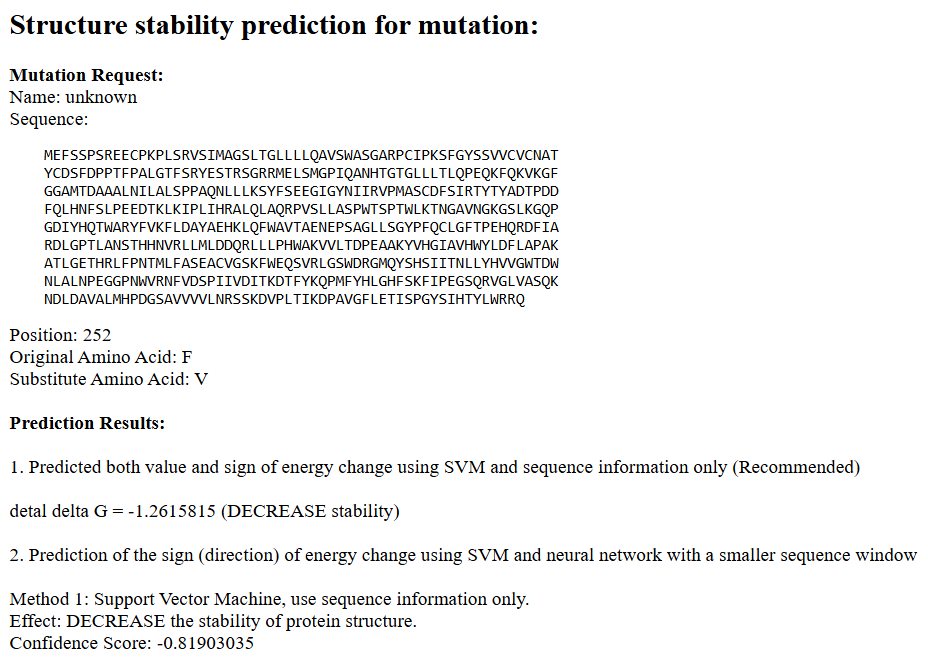 Structure stability prediction for mutation:
Mutation Request:
Name: unknown
Sequence:
MEFSSPSREECPKPLSRVSIMAGSLTGLLLLQAVSWASGARPCIPKSFGYSSVVCVCNAT
YCDSFDPPTFPALGTFSRYESTRSGRRMELSMGPIQANHTGTGLLLTLQPEQKFQKVKGF
GGAMTDAAALNILALSPPAQNLLLKSYFSEEGIGYNIIRVPMASCDFSIRTYTYADTPDD
FQLHNFSLPEEDTKLKIPLIHRALQLAQRPVSLLASPWTSPTWLKTNGAVNGKGSLKGQP
GDIYHQTWARYFVKFLDAYAEHKLQFWAVTAENEPSAGLLSGYPFQCLGFTPEHQRDFIA
RDLGPTLANSTHHNVRLLMLDDQRLLLPHWAKVVLTDPEAAKYVHGIAVHWYLDFLAPAK
ATLGETHRLFPNTMLFASEACVGSKFWEQSVRLGSWDRGMQYSHSIITNLLYHVVGWTDW
NLALNPEGGPNWVRNFVDSPIIVDITKDTFYKQPMFYHLGHFSKFIPEGSQRVGLVASQK
NDLDAVALMHPDGSAVVVVLNRSSKDVPLTIKDPAVGFLETISPGYSIHTYLWRRQ
Position: 252
Original Amino Acid: F
Substitute Amino Acid: V
Prediction Results:
1. Predicted both value and sign of energy change using SVM and sequence information only (Recommended)
detal delta G = -1.2615815 (DECREASE stability)
2. Prediction of the sign (direction) of energy change using SVM and neural network with a smaller sequence window
Method 1: Support Vector Machine, use sequence information only.
Effect: DECREASE the stability of protein structure.
Confidence Score: -0.81903035